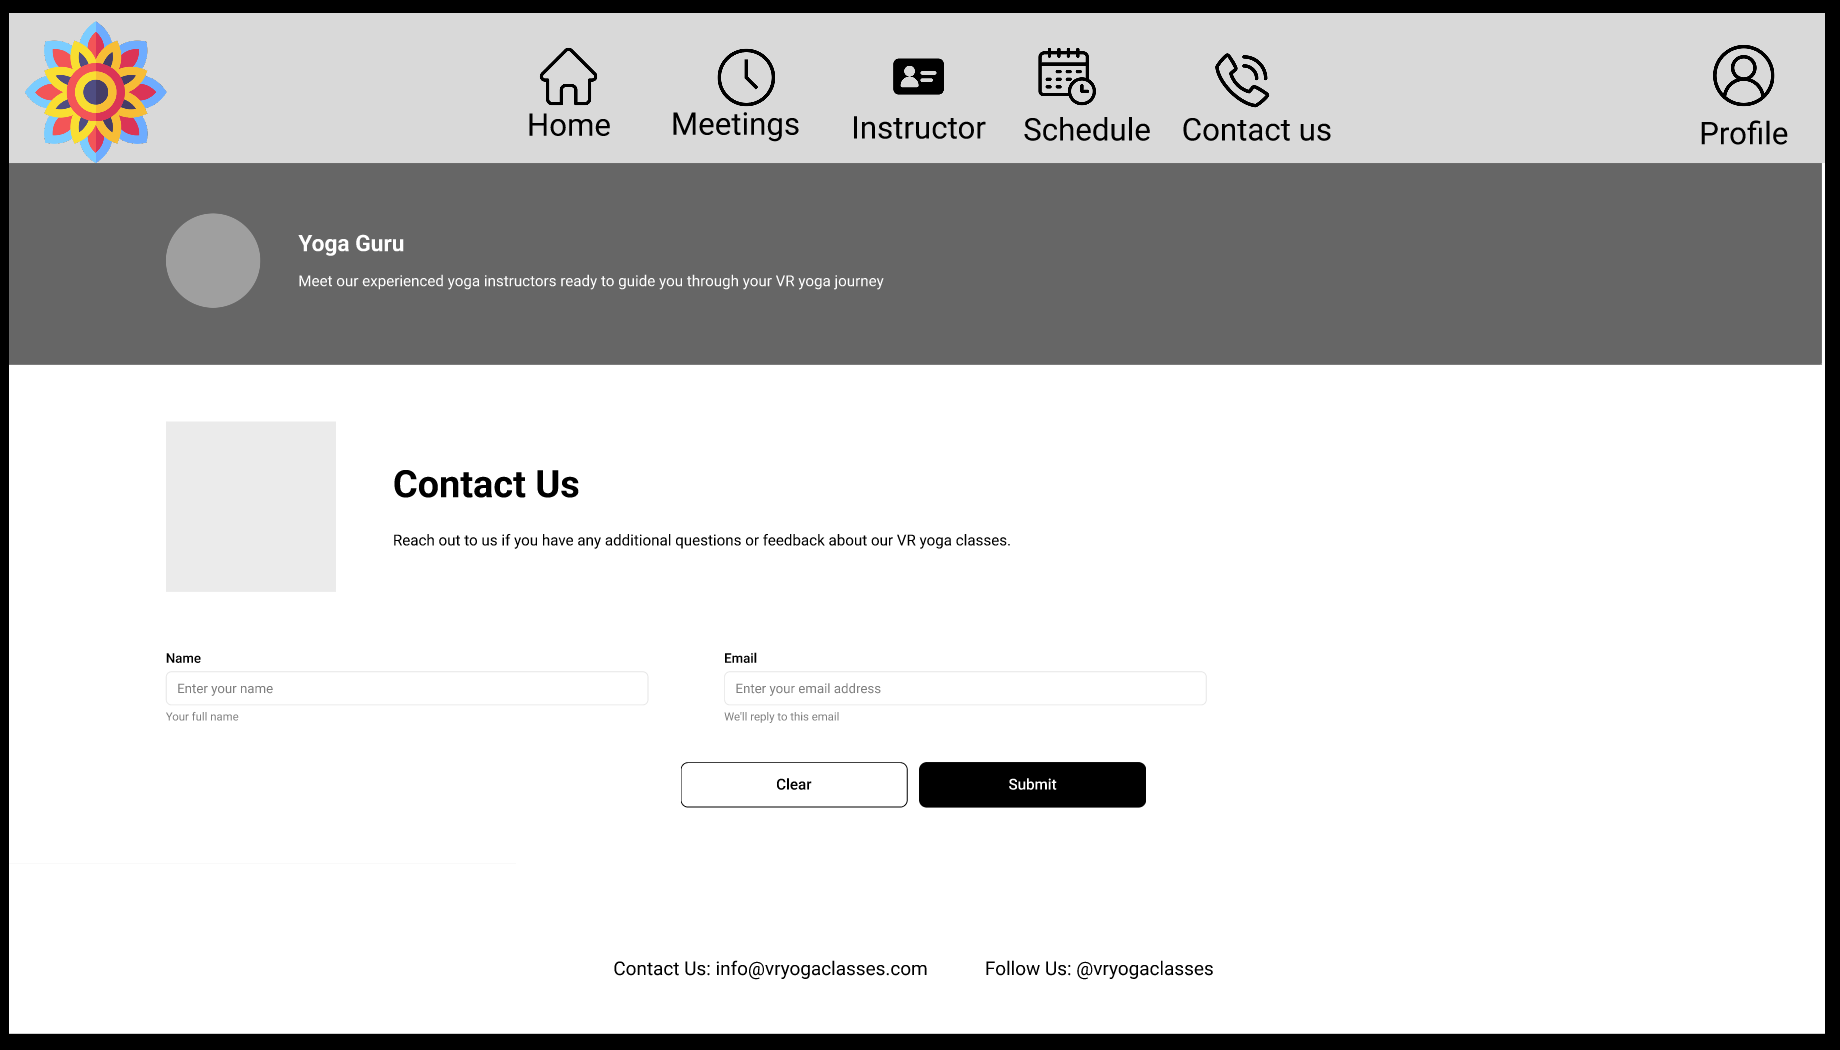 Home
Meetings
Instructor
Schedule
Contact us
Profile
Yoga Guru
Meet our experienced yoga instructors ready to guide you through your VR yoga journey
Contact Us
Reach out to us if you have any additional questions or feedback about our VR yoga classes.
Name
Email
Enter your name
Enter your email address
Your full name
We'll reply to this email
Clear
Submit
Contact Us: info@vryogaclasses.com
Follow Us: @vryogaclasses